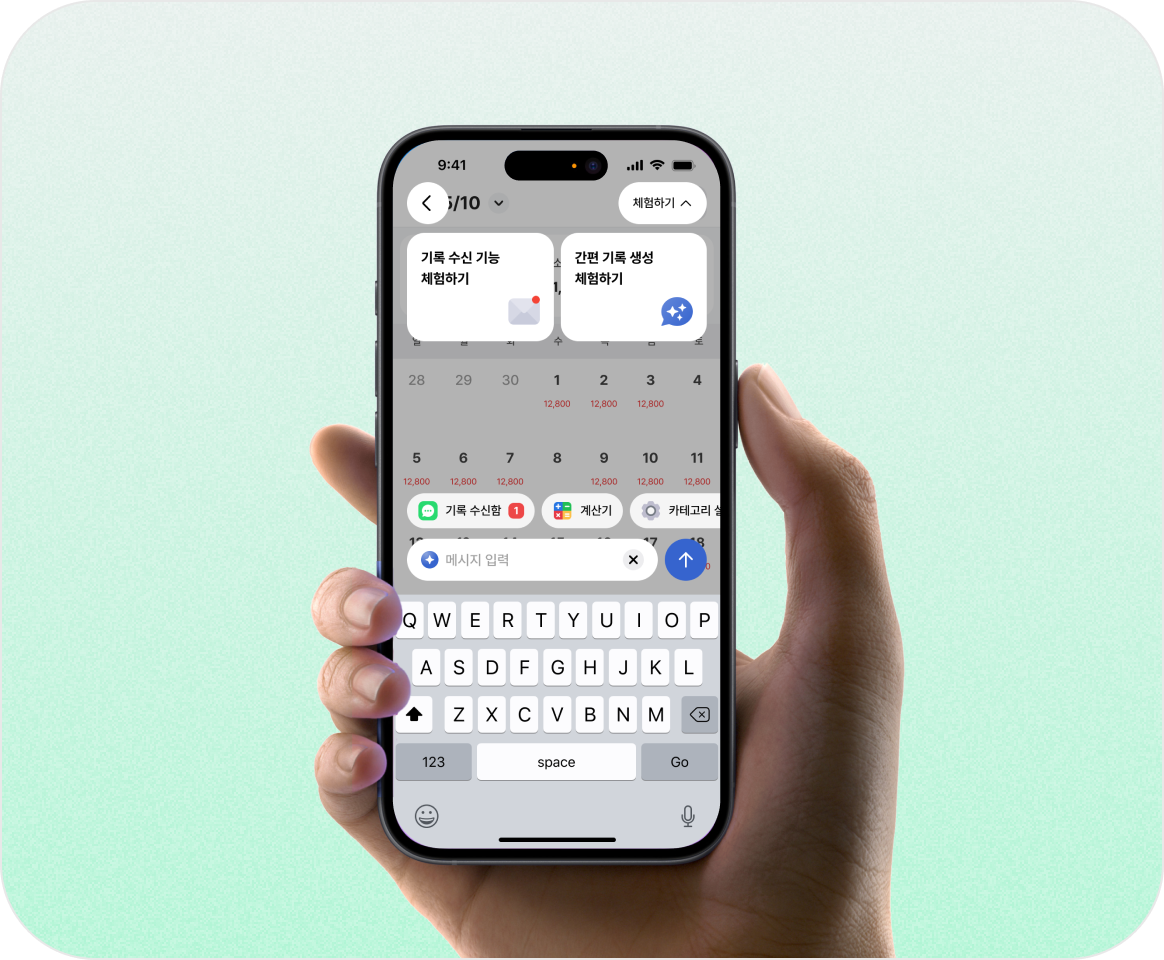 9:41
/10
체험하기
기록 수신 기능
체험하기
간편 기록 생성
체험하기
28 29 30 1 2 3 4
12,800 12,800 12,800
5 6 7 8 9 10 11
12,800 12,800 12,800 12,800 12,800 12,800
기록 수신함 1
계산기
카테고리
17 18
메시지 입력
Q W E R T Y U I O P
A S D F G H J K L
Z X C V B N M
123 space Go